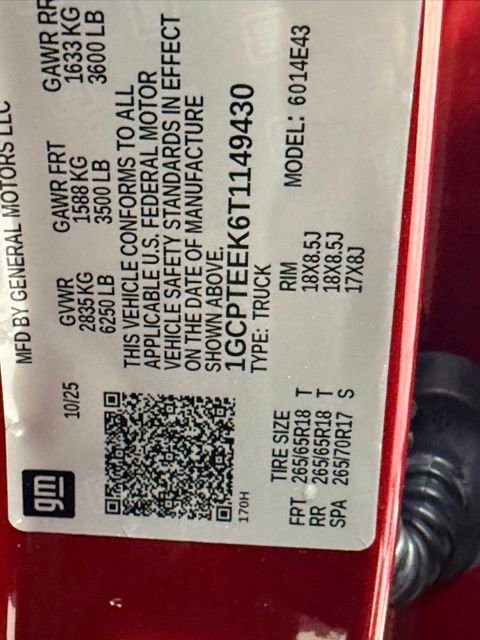 MFD BY GENERAL MOTORS LLC
gm
10/25
GVWR GAWR FRT GAWR RR
2835 KG 1588 KG 1633 KG
6250 LB 3500 LB 3600 LB
THIS VEHICLE CONFORMS TO ALL
APPLICABLE U.S. FEDERAL MOTOR
VEHICLE SAFETY STANDARDS IN EFFECT
ON THE DATE OF MANUFACTURE
SHOWN ABOVE.
1GCPTEEK6T1149430
TYPE: TRUCK MODEL: 6014E43
170H
TIRE SIZE RIM
FRT 265/65R18 T 18X8.5J
RR 265/65R18 T 18X8.5J
SPA 265/70R17 S 17X8J